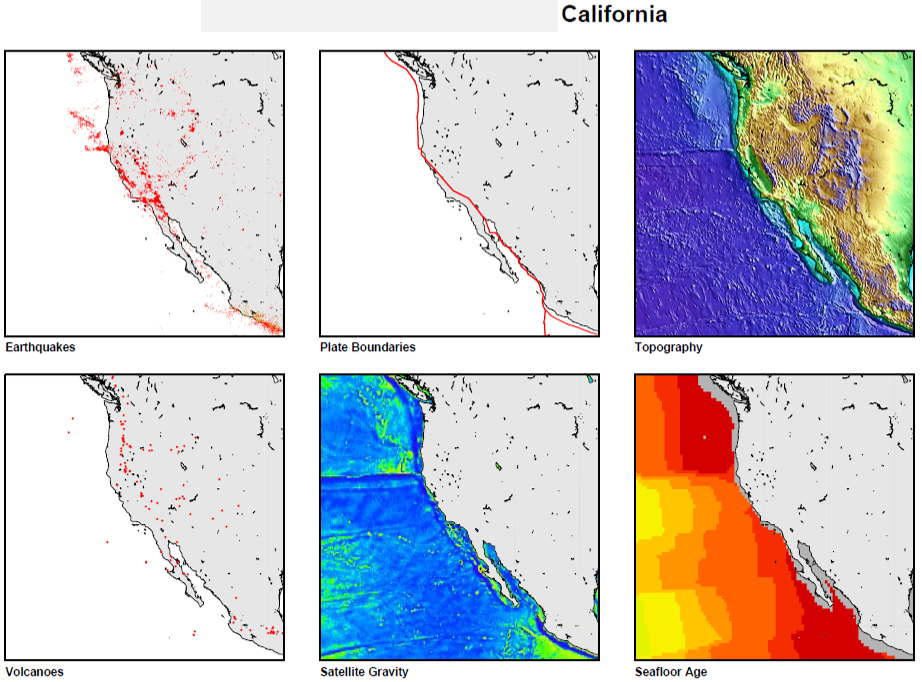 California
Earthquakes
Plate Boundaries
Topography
Volcanoes
Satellite Gravity
Seafloor Age